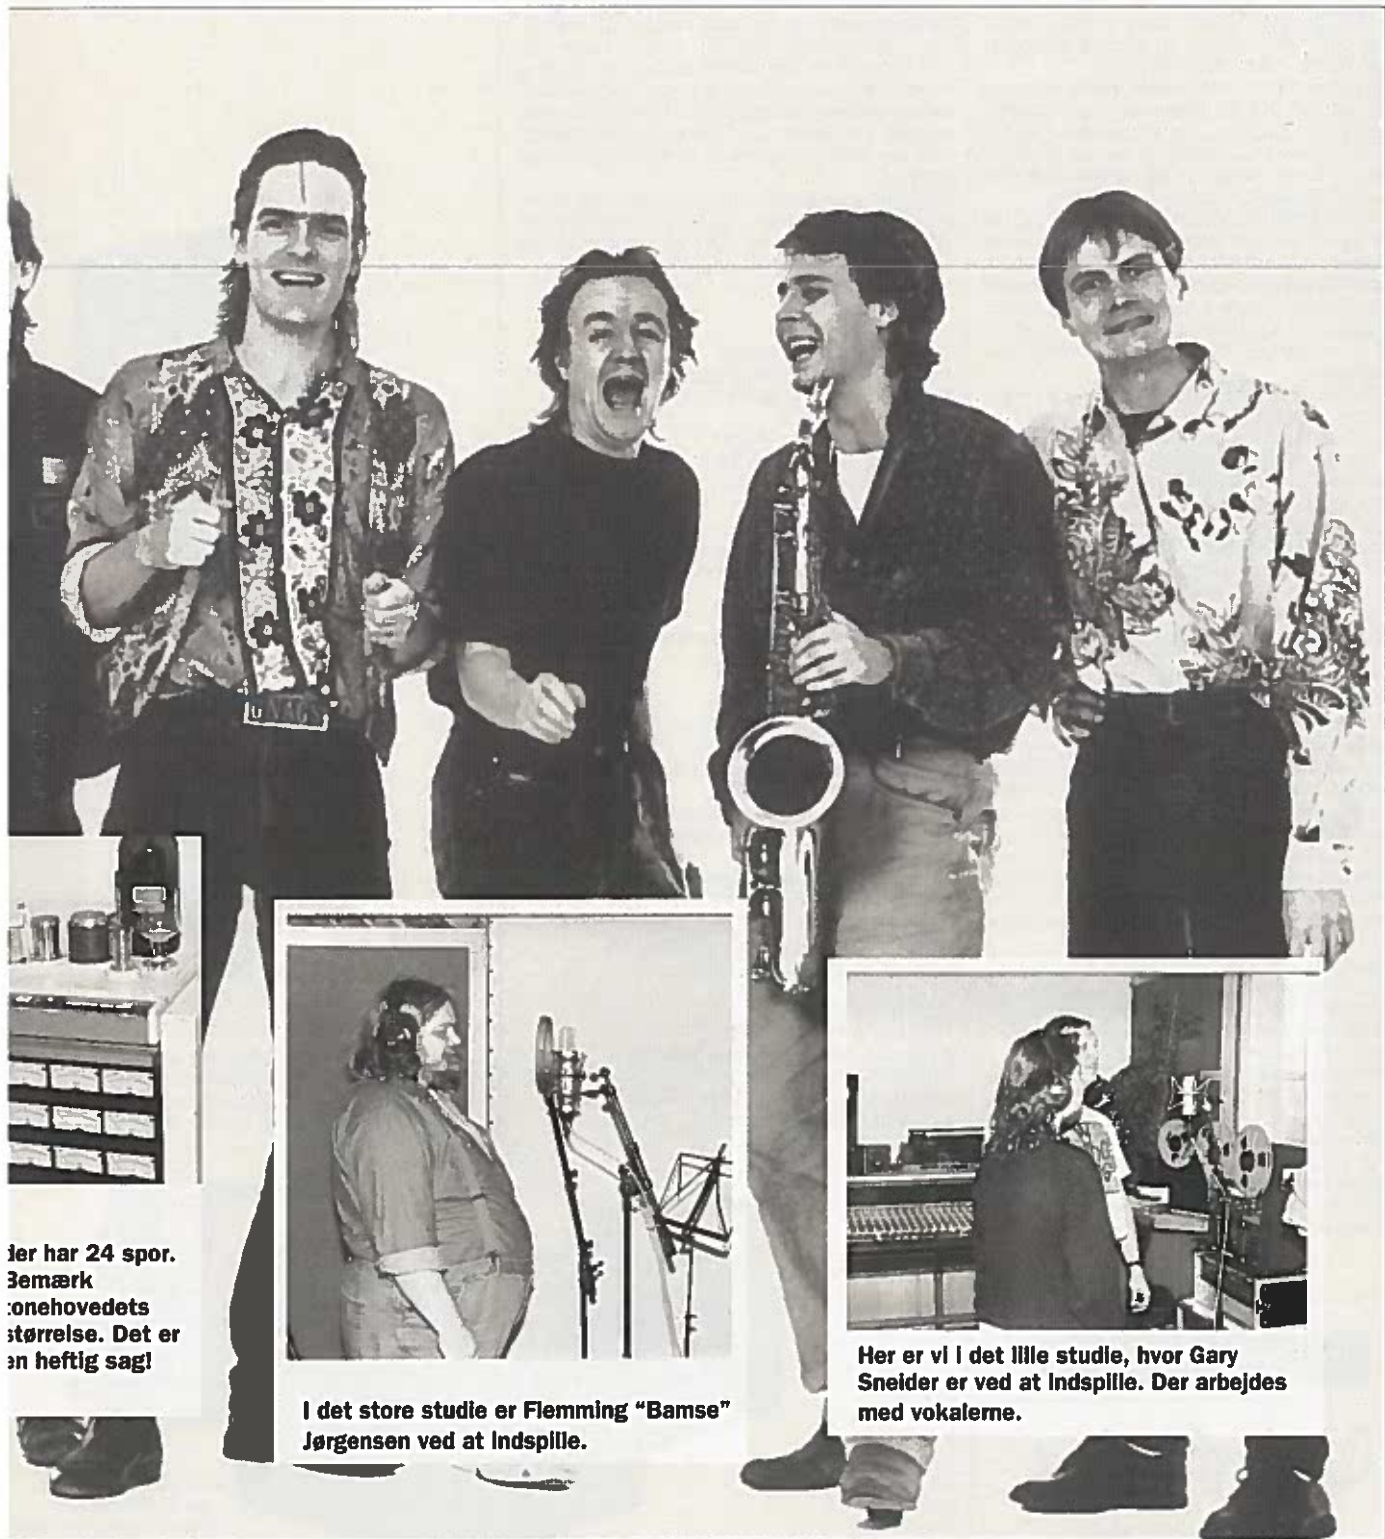 der har 24 spor.
Bemærk
tonehovedets
størrelse. Det er
en heftig sag!
I det store studie er Flemming "Bamse"
Jørgensen ved at indspille.
Her er vi i det lille studie, hvor Gary
Sneider er ved at indspille. Der arbejdes
med vokalerne.